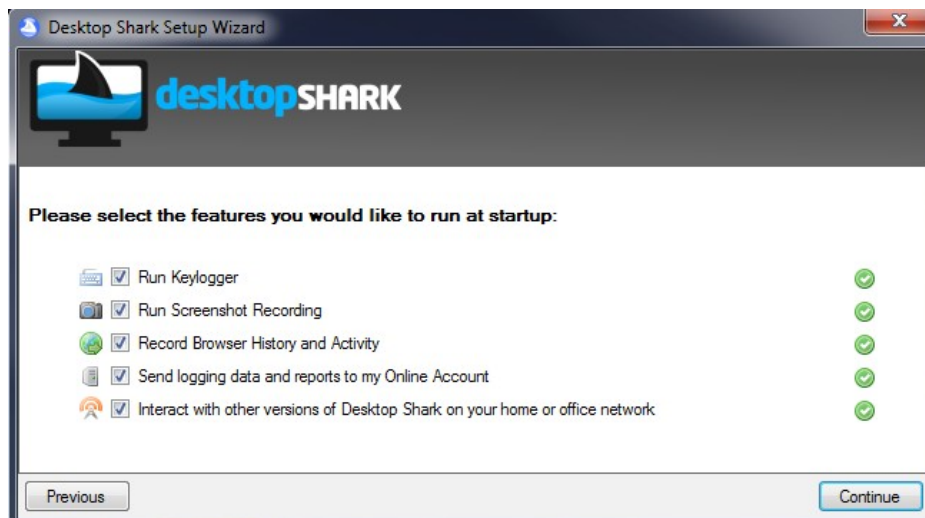 Desktop Shark Setup Wizard
desktopSHARK
Please select the features you would like to run at startup:
Run Keylogger
Run Screenshot Recording
Record Browser History and Activity
Send logging data and reports to my Online Account
Interact with other versions of Desktop Shark on your home or office network
Previous Continue